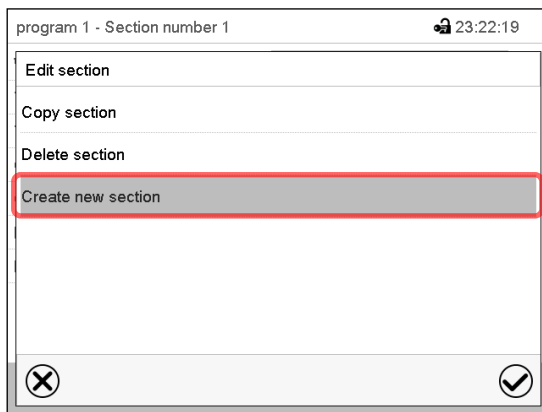 program 1 - Section number 1 23:22:19
Edit section
Copy section
Delete section
Create new section